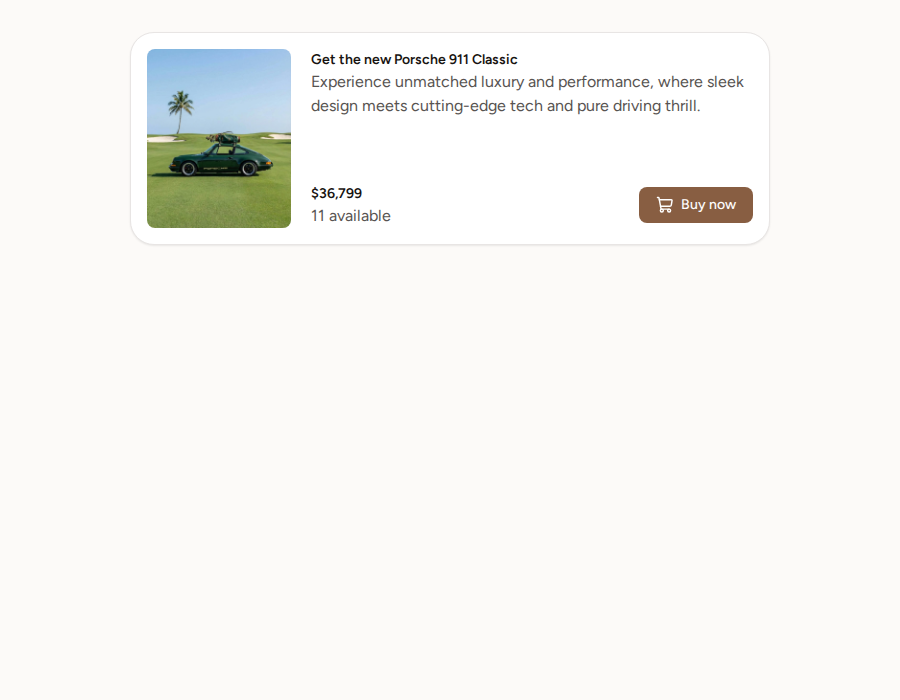 Get the new Porsche 911 Classic
Experience unmatched luxury and performance, where sleek
design meets cutting-edge tech and pure driving thrill.
$36,799
11 available
Buy now